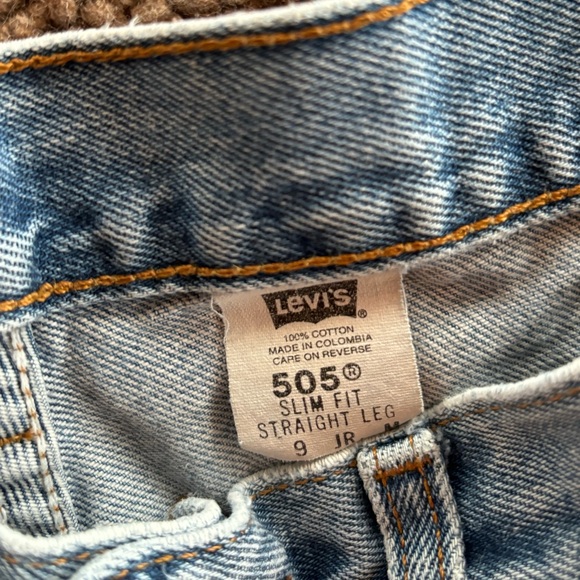 Levi's ®
100% COTTON
MADE IN COLOMBIA
CARE ON REVERSE
505®
SLIM FIT
STRAIGHT LEG
9 JR M